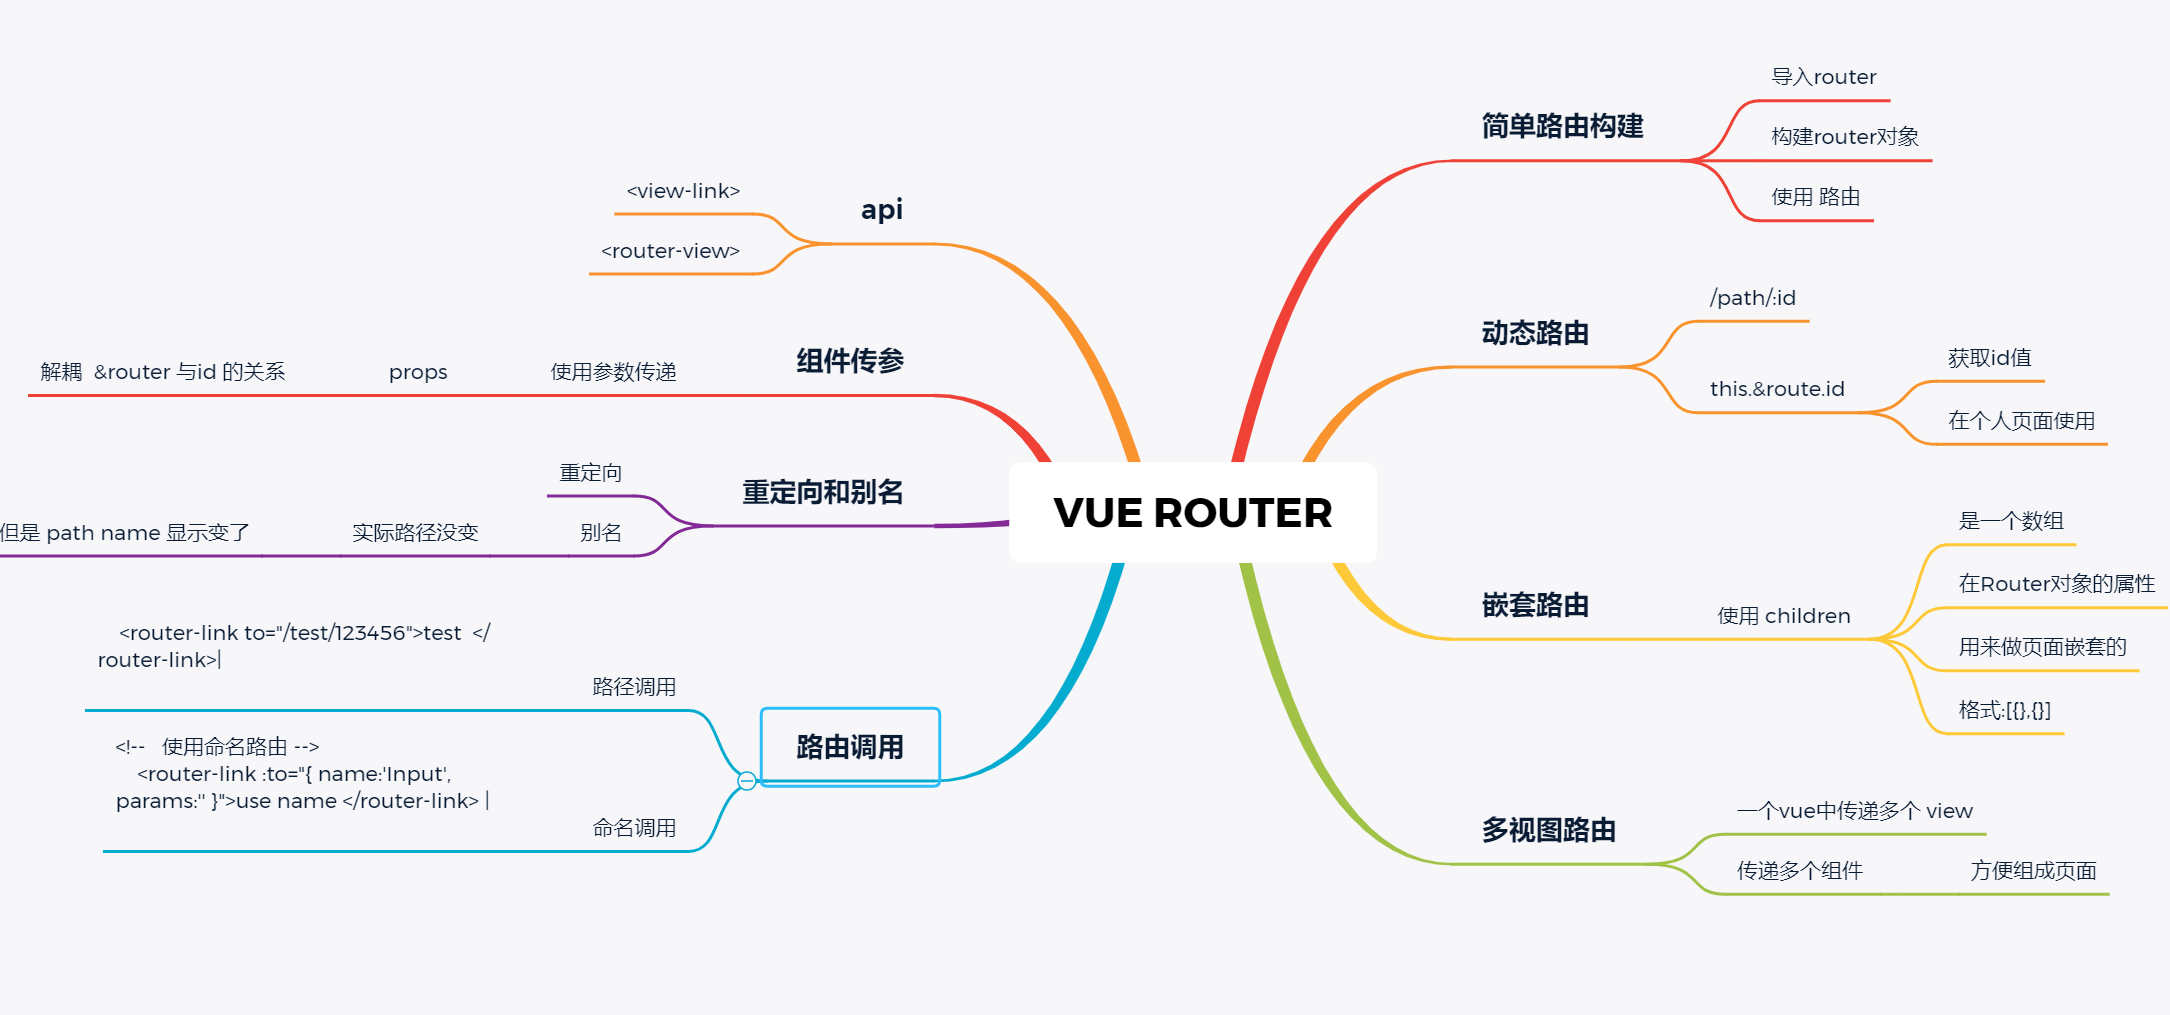 VUE ROUTER
简单路由构建
导入router
构建router对象
使用 路由
动态路由
/path/:id
this.&route.id
获取id值
在个人页面使用
嵌套路由
使用 children
是一个数组
在Router对象的属性
用来做页面嵌套的
格式:[{},{}]
多视图路由
一个vue中传递多个 view
传递多个组件
方便组成页面
api
<view-link>
<router-view>
组件传参
使用参数传递
props
解耦  &router 与id 的关系
重定向和别名
重定向
别名
实际路径没变
但是 path name 显示变了
路由调用
路径调用
<router-link to="/test/123456">test  </
router-link>|
命名调用
<!--   使用命名路由 -->
<router-link :to="{ name:'Input',
params:'' }">use name </router-link> |